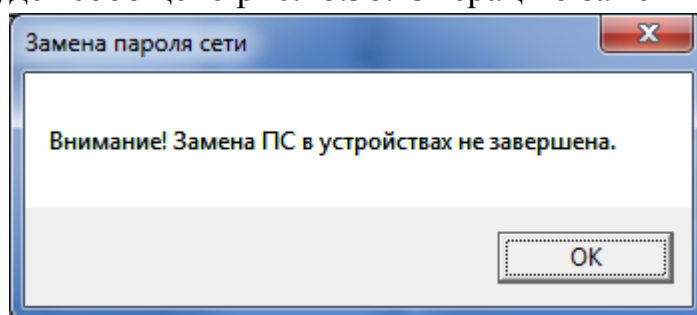 Замена пароля сети
Внимание! Замена ПС в устройствах не завершена.
OK